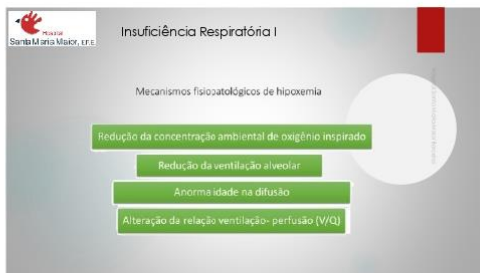 Hospital
Santa Maria Maior, E.P.E.
Insuficiência Respiratória I
Mecanismos fisiopatológicos de hipoxemia
Redução da concentração ambiental de oxigênio inspirado
Redução da ventilação alveolar
Anormalidade na difusão
Alteração da relação ventilação- perfusão (V/Q)